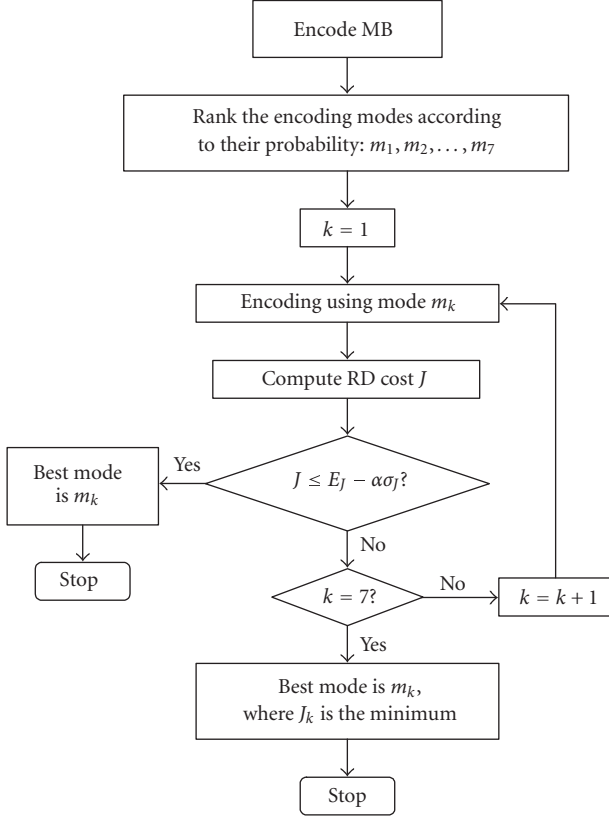 Encode MB
Rank the encoding modes according
to their probability: m₁, m₂, . . . , m₇
k = 1
Encoding using mode mₖ
Compute RD cost J
J ≤ E_J − ασ_J?
Yes
Best mode
is mₖ
Stop
No
k = 7?
No
k = k + 1
Yes
Best mode is mₖ,
where Jₖ is the minimum
Stop